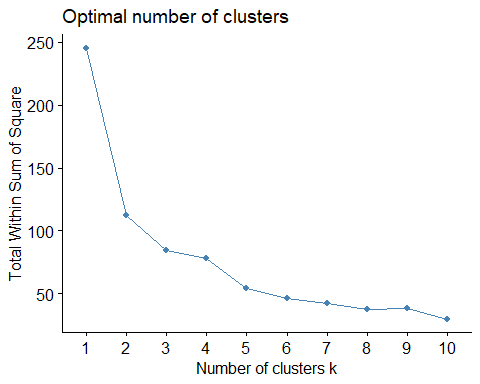 Optimal number of clusters
Total Within Sum of Square
250
200
150
100
50
1 2 3 4 5 6 7 8 9 10
Number of clusters k